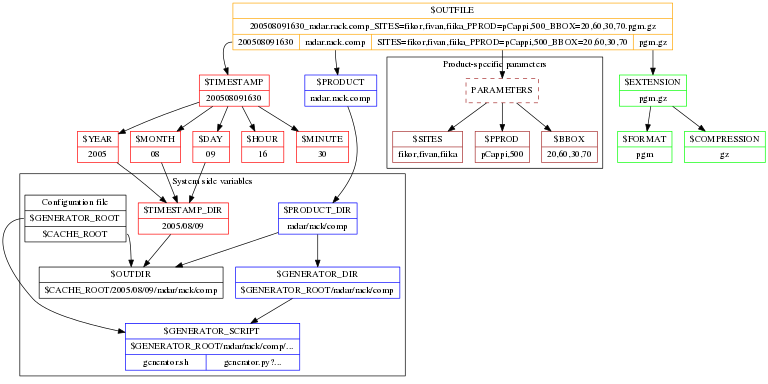 $OUTFILE
200508091630_radar.rack.comp_SITES=fikor,fivan,fiika_PPROD=pCappi,500_BBOX=20,60,30,70.pgm.gz
200508091630 radar.rack.comp SITES=fikor,fivan,fiika_PPROD=pCappi,500_BBOX=20,60,30,70 pgm.gz
Product-specific parameters
$TIMESTAMP
200508091630
$PRODUCT
radar.rack.comp
PARAMETERS
$EXTENSION
pgm.gz
$YEAR
2005
$MONTH
08
$DAY
09
$HOUR
16
$MINUTE
30
$SITES
fikor,fivan,fiika
$PPROD
pCappi,500
$BBOX
20,60,30,70
$FORMAT
pgm
$COMPRESSION
gz
System side variables
Configuration file
$GENERATOR_ROOT
$CACHE_ROOT
$TIMESTAMP_DIR
2005/08/09
$PRODUCT_DIR
radar/rack/comp
$OUTDIR
$CACHE_ROOT/2005/08/09/radar/rack/comp
$GENERATOR_DIR
$GENERATOR_ROOT/radar/rack/comp
$GENERATOR_SCRIPT
$GENERATOR_ROOT/radar/rack/comp/...
generator.sh generator.py?...